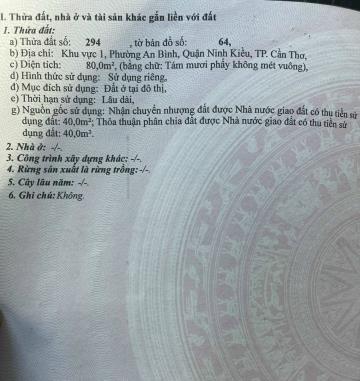 I. Thửa đất, nhà ở và tài sản khác gắn liền với đất
1. Thửa đất:
a) Thửa đất số: 294 , tờ bản đồ số: 64,
b) Địa chỉ: Khu vực 1, Phường An Bình, Quận Ninh Kiều, TP. Cần Thơ,
c) Diện tích: 80,0m², (bằng chữ: Tám mươi phẩy không mét vuông),
d) Hình thức sử dụng: Sử dụng riêng,
đ) Mục đích sử dụng: Đất ở tại đô thị,
e) Thời hạn sử dụng: Lâu dài,
g) Nguồn gốc sử dụng: Nhận chuyển nhượng đất được Nhà nước giao đất có thu tiền sử
dụng đất: 40,0m²; Thỏa thuận phân chia đất được Nhà nước giao đất có thu tiền sử
dụng đất: 40,0m².
2. Nhà ở: -/-.
3. Công trình xây dựng khác: -/-.
4. Rừng sản xuất là rừng trồng: -/-.
5. Cây lâu năm: -/-.
6. Ghi chú: Không.